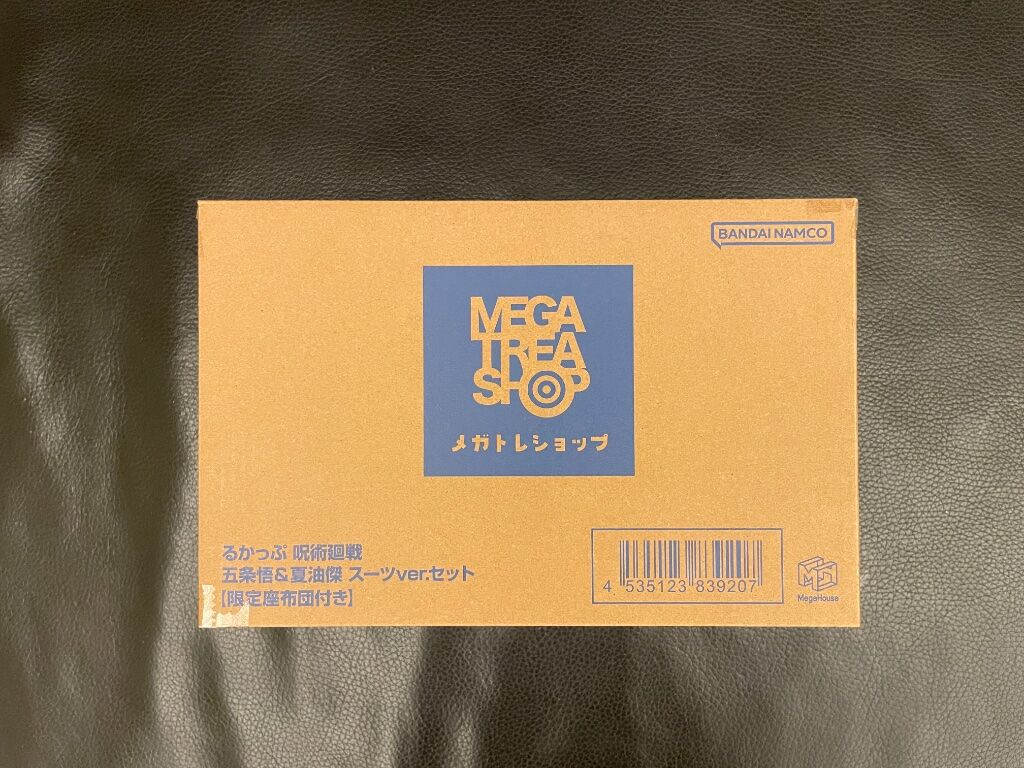 BANDAI NAMCO
MEGA
TREA
SHOP
メガトレショップ
るかっぷ 呪術廻戦
五条悟&夏油傑 スーツver.セット
【限定座布団付き】
4 535123 839207
MegaHouse